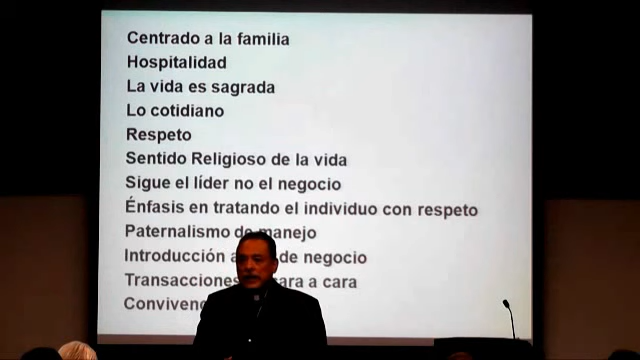 Centrado a la familia
Hospitalidad
La vida es sagrada
Lo cotidiano
Respeto
Sentido Religioso de la vida
Sigue el líder no el negocio
Énfasis en tratando el individuo con respeto
Paternalismo de manejo
Introducción de negocio
Transacciones cara a cara